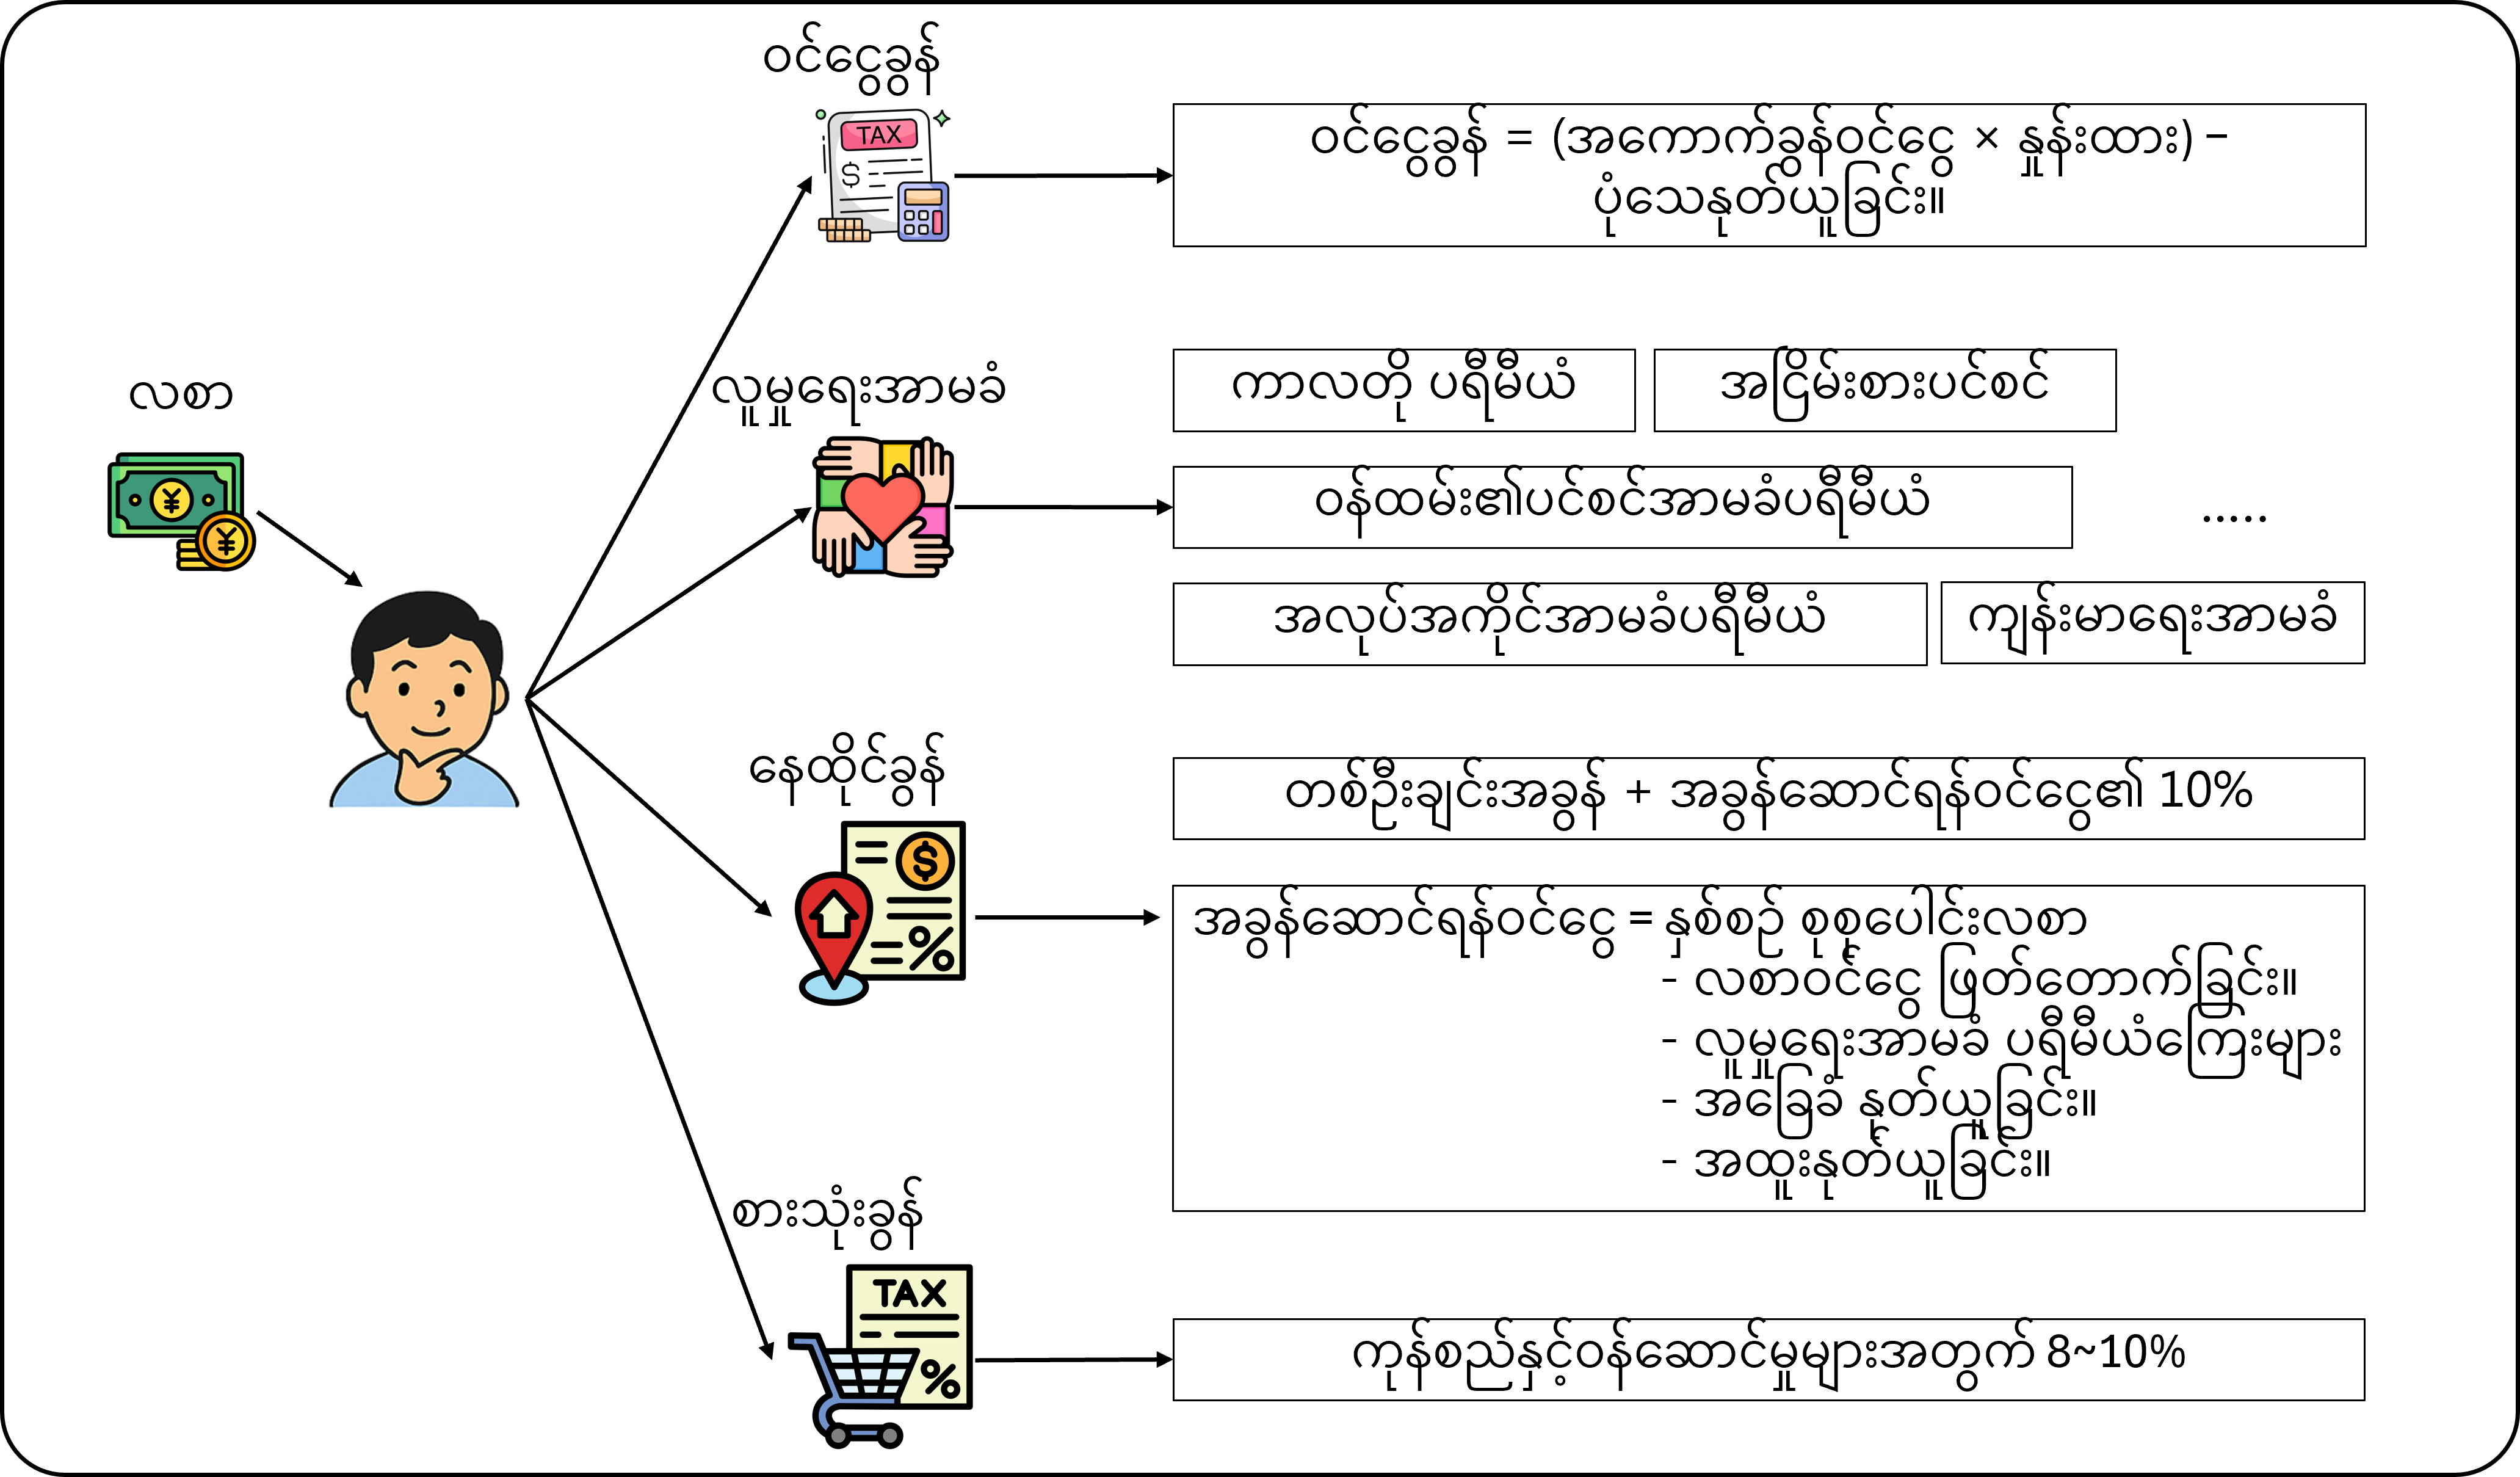 ဝင်ငွေခွန်
TAX
$
ဝင်ငွေခွန် = (အကောက်ခွန်ဝင်ငွေ × နှုန်းထား) –
ပုံသေနုတ်ယူခြင်း။
လစာ
¥
¥
လူမှုရေးအာမခံ
ကာလတို ပရီမီယံ
အငြိမ်းစားပင်စင်
ဝန်ထမ်း၏ပင်စင်အာမခံပရီမီယံ
.....
အလုပ်အကိုင်အာမခံပရီမီယံ
ကျန်းမာရေးအာမခံ
နေထိုင်ခွန်
$
%
တစ်ဦးချင်းအခွန် + အခွန်ဆောင်ရန်ဝင်ငွေ၏ 10%
အခွန်ဆောင်ရန်ဝင်ငွေ = နှစ်စဉ် စုစုပေါင်းလစာ
- လစာဝင်ငွေ ဖြတ်တောက်ခြင်း။
- လူမှုရေးအာမခံ ပရီမီယံကြေးများ
- အခြေခံ နုတ်ယူခြင်း။
- အထူးနုတ်ယူခြင်း။
စားသုံးခွန်
TAX
%
ကုန်စည်နှင့်ဝန်ဆောင်မှုများအတွက် 8~10%